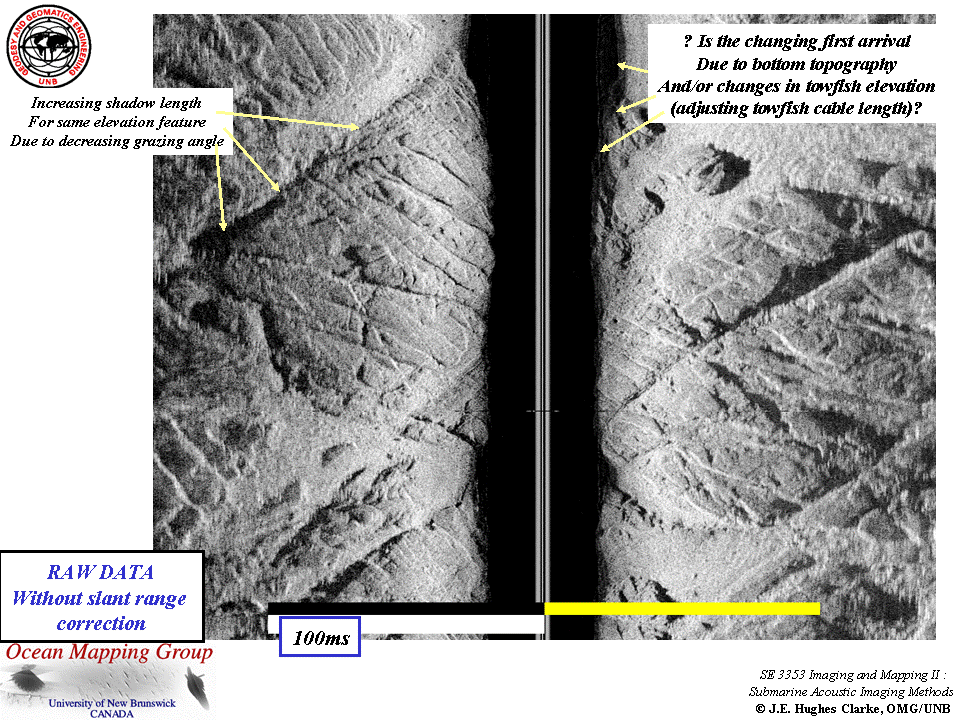 GEODESY AND GEOMATICS ENGINEERING
UNB
? Is the changing first arrival
Due to bottom topography
And/or changes in towfish elevation
(adjusting towfish cable length)?
Increasing shadow length
For same elevation feature
Due to decreasing grazing angle
RAW DATA
Without slant range
correction
100ms
Ocean Mapping Group
University of New Brunswick
CANADA
SE 3353 Imaging and Mapping II :
Submarine Acoustic Imaging Methods
© J.E. Hughes Clarke, OMG/UNB